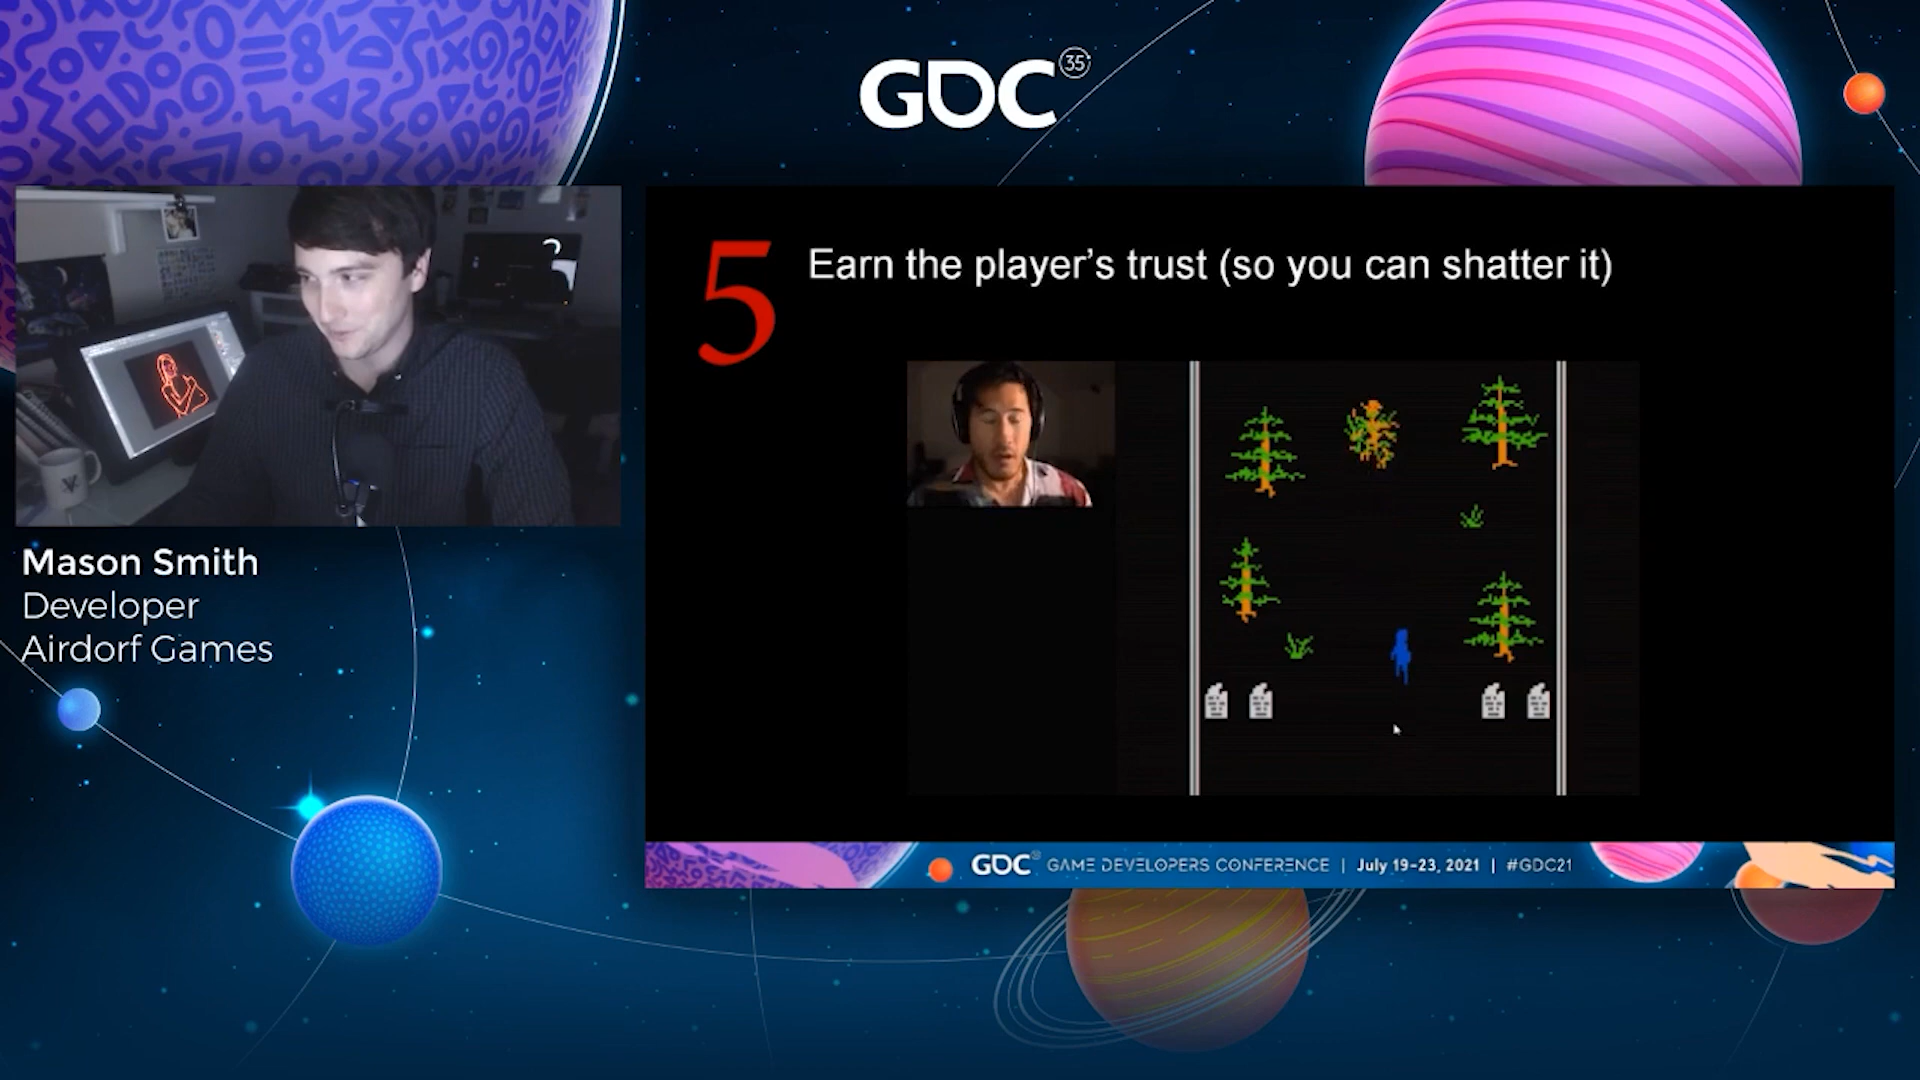 GDC 35
Mason Smith
Developer
Airdorf Games
5 Earn the player's trust (so you can shatter it)
GDC GAME DEVELOPERS CONFERENCE | July 19-23, 2021 | #GDC21